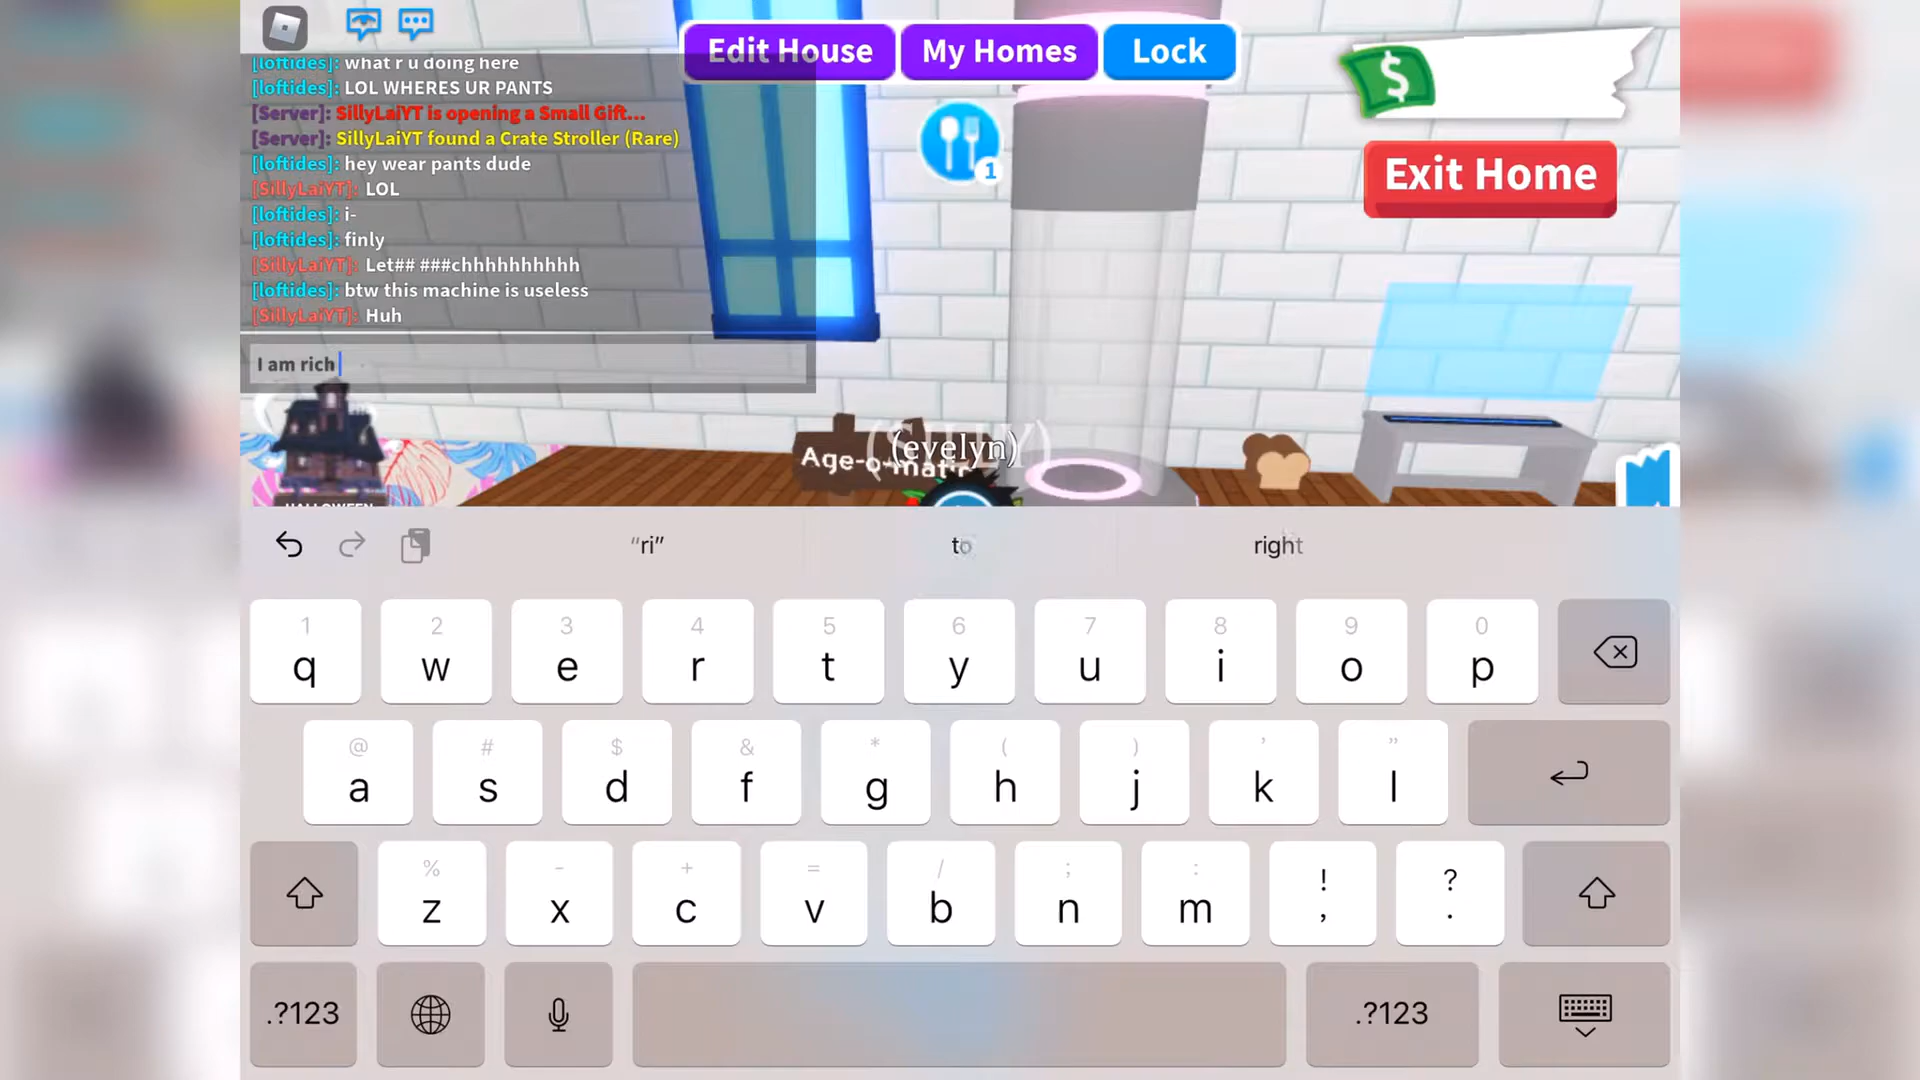 Edit House
My Homes
Lock
[loftides]: what r u doing here
[loftides]: LOL WHERES UR PANTS
[Server]: SillyLaiYT is opening a Small Gift...
[Server]: SillyLaiYT found a Crate Stroller (Rare)
[loftides]: hey wear pants dude
[SillyLaiYT]: LOL
[loftides]: i-
[loftides]: finly
[SillyLaiYT]: Let## ###chhhhhhhhhh
[loftides]: btw this machine is useless
[SillyLaiYT]: Huh
I am rich
1
$
Exit Home
(evelyn)
Age-o-matic
HALLOWEEN
“ri” to right
1 2 3 4 5 6 7 8 9 0
q w e r t y u i o p
@ # $ & * ( ) ' "
a s d f g h j k l
% - + = / ; : ! ?
z x c v b n m , .
.?123 .?123